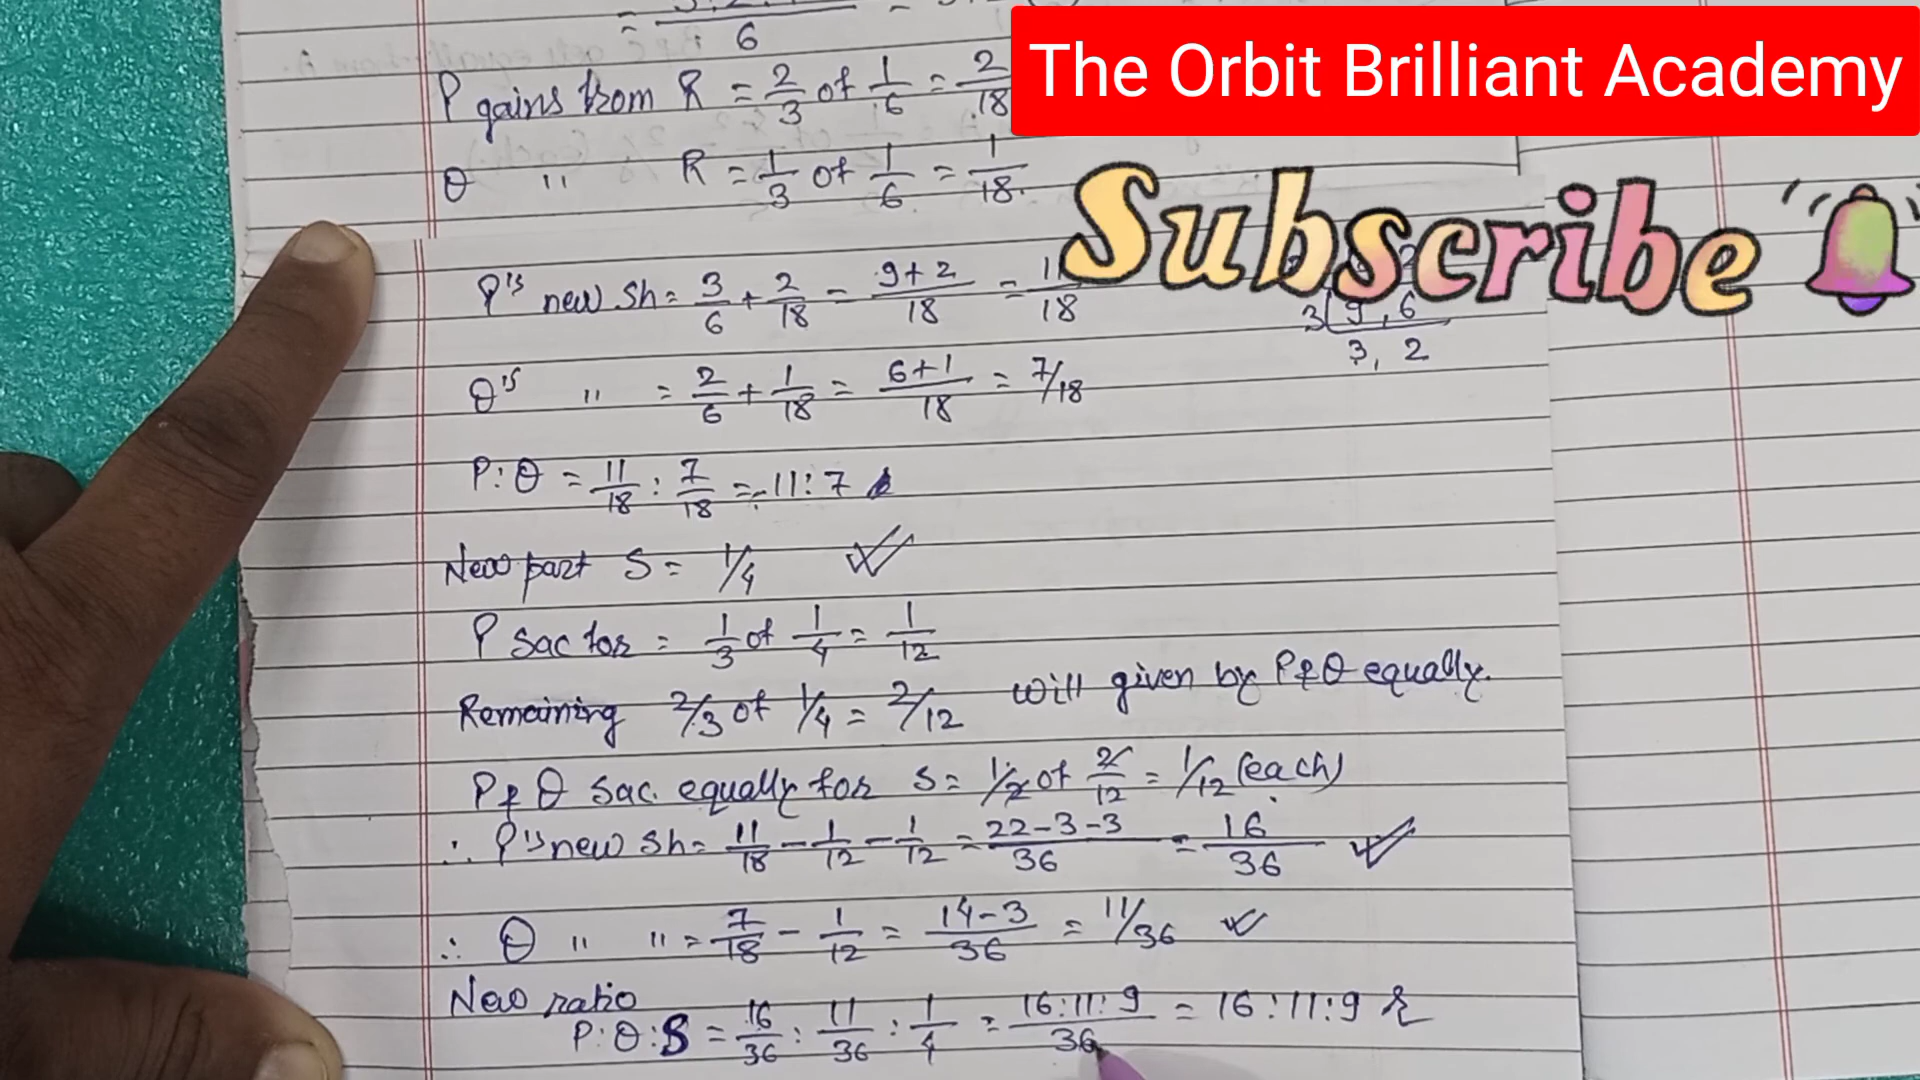 6
The Orbit Brilliant Academy
P gains from R = 2/3 of 1/6 = 2/18
Q " R = 1/3 of 1/6 = 1/18.
Subscribe
P's new Sh = 3/6 + 2/18 = 9+2/18 = 11/18
3 9, 6
3, 2
Q's " = 2/6 + 1/18 = 6+1/18 = 7/18
P:Q = 11/18 : 7/18 = 11:7
New part S = 1/4
P Sac for = 1/3 of 1/4 = 1/12
Remaining 2/3 of 1/4 = 2/12 will given by P & Q equally.
P & Q Sac. equally for S = 1/2 of 2/12 = 1/12 (each)
∴ P's new Sh = 11/18 - 1/12 - 1/12 = 22-3-3/36 = 16/36
∴ Q " " = 7/18 - 1/12 = 14-3/36 = 11/36
New ratio
P:Q:S = 16/36 : 11/36 : 1/4 = 16:11:9/36 = 16:11:9